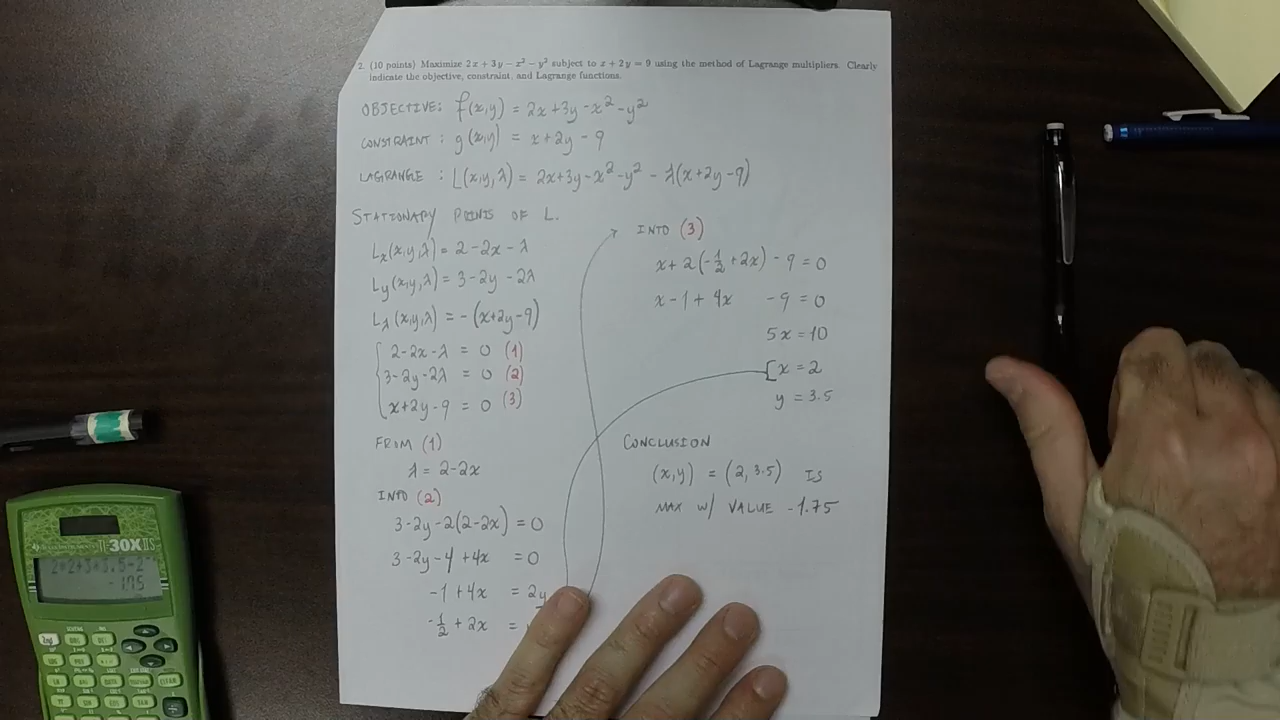 2. (10 points) Maximize 2x + 3y − x² − y² subject to x + 2y = 9 using the method of Lagrange multipliers. Clearly
indicate the objective, constraint, and Lagrange functions.
OBJECTIVE: f(x,y) = 2x+3y-x²-y²
CONSTRAINT : g(x,y) = x+2y - 9
LAGRANGE : L(x,y,λ) = 2x+3y-x²-y² - λ(x+2y-9)
STATIONARY POINTS OF L.
Lx(x,y,λ) = 2-2x-λ
Ly(x,y,λ) = 3-2y-2λ
Lλ(x,y,λ) = -(x+2y-9)
2-2x-λ = 0 (1)
3-2y-2λ = 0 (2)
x+2y-9 = 0 (3)
FROM (1)
λ = 2-2x
INTO (2)
3-2y-2(2-2x) = 0
3-2y-4+4x = 0
-1+4x = 2y
-1/2 + 2x =
INTO (3)
x+2(-1/2+2x) - 9 = 0
x-1+4x -9 = 0
5x = 10
x = 2
y = 3.5
CONCLUSION
(x,y) = (2, 3.5) IS
MAX W/ VALUE -1.75
TI-30X IIS
-1.75